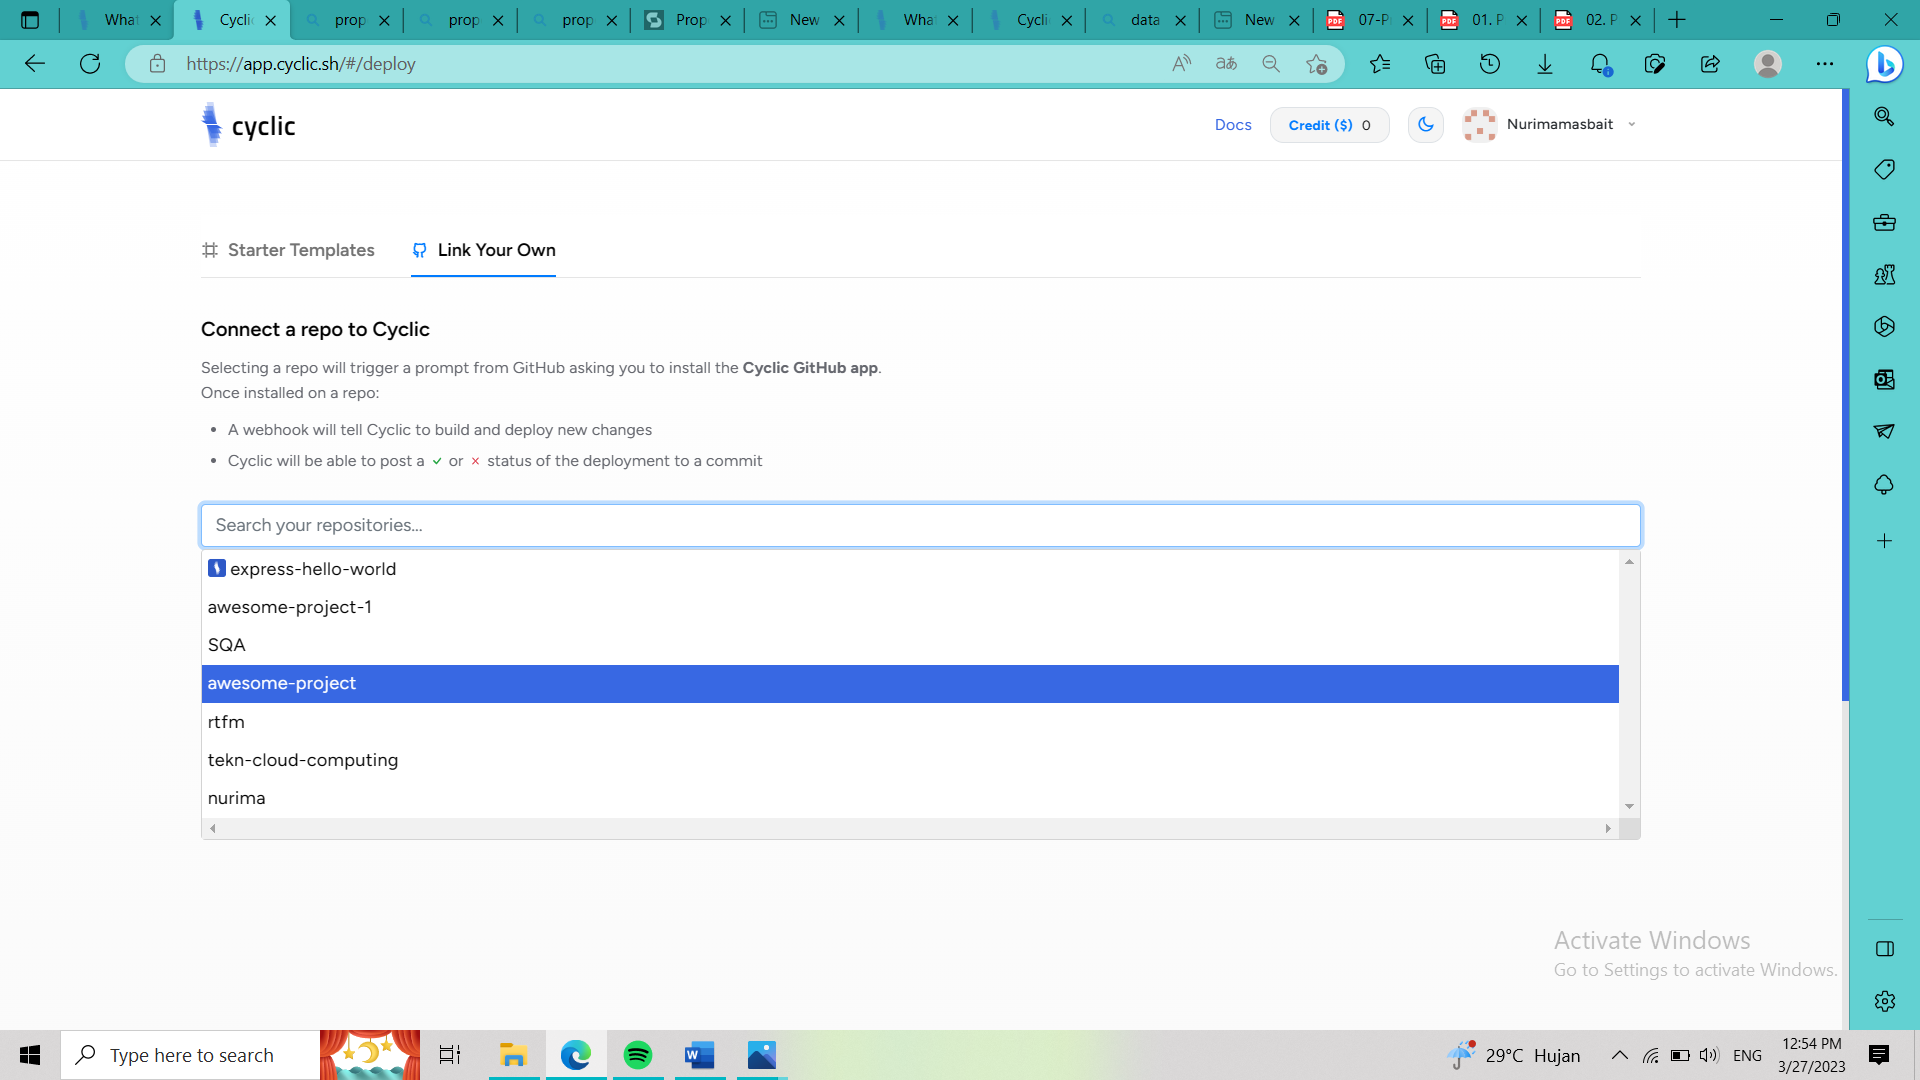 What
Cyclic
prop
prop
prop
Prop
New
What
Cyclic
data
New
07-P
01. P
02. P
https://app.cyclic.sh/#/deploy
cyclic
Docs
Credit ($) 0
Nurimamasbait
Starter Templates
Link Your Own
Connect a repo to Cyclic
Selecting a repo will trigger a prompt from GitHub asking you to install the Cyclic GitHub app.
Once installed on a repo:
• A webhook will tell Cyclic to build and deploy new changes
• Cyclic will be able to post a ✓ or × status of the deployment to a commit
Search your repositories...
express-hello-world
awesome-project-1
SQA
awesome-project
rtfm
tekn-cloud-computing
nurima
Activate Windows
Go to Settings to activate Windows.
Type here to search
29°C Hujan
ENG
12:54 PM
3/27/2023